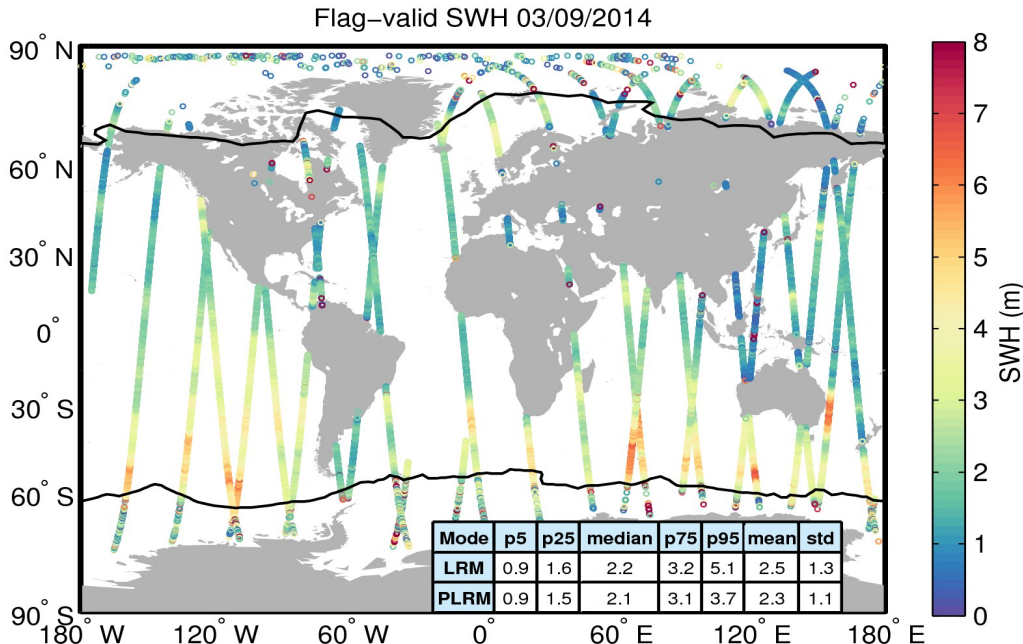 Flag−valid SWH 03/09/2014
90° N
60° N
30° N
0°
30° S
60° S
90° S
180° W
120° W
60° W
0°
60° E
120° E
180° E
8
7
6
5
4
3
2
1
0
SWH (m)
Mode p5 p25 median p75 p95 mean std
LRM 0.9 1.6 2.2 3.2 5.1 2.5 1.3
PLRM 0.9 1.5 2.1 3.1 3.7 2.3 1.1